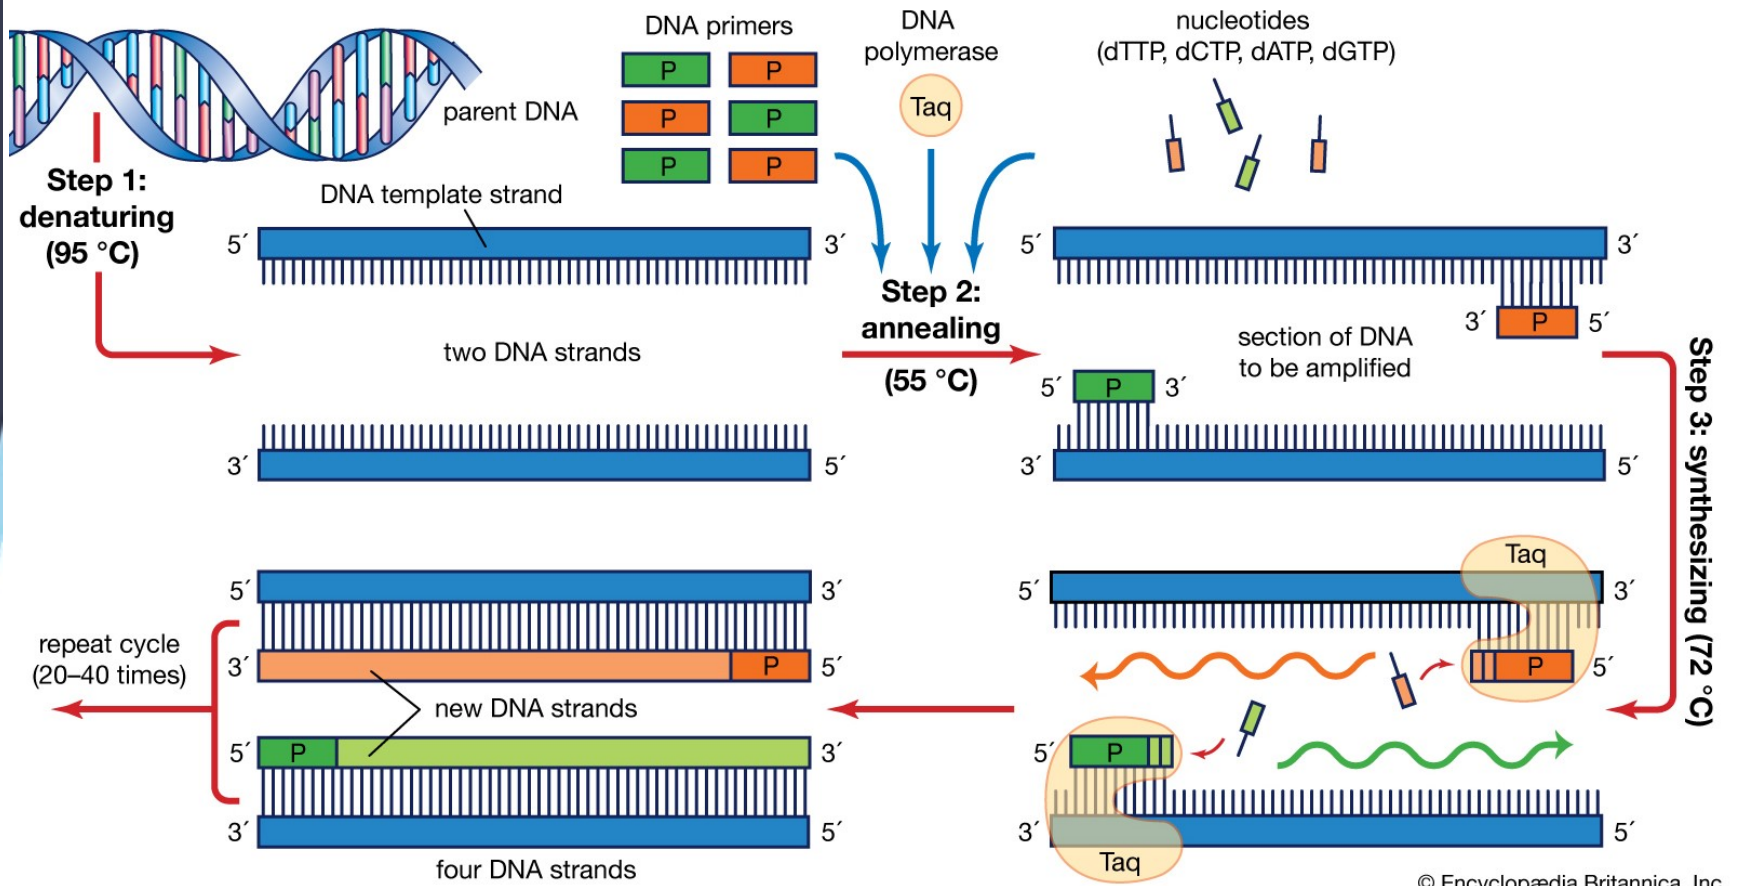 parent DNA
DNA primers
P
P
P
P
P
P
DNA
polymerase
Taq
nucleotides
(dTTP, dCTP, dATP, dGTP)
Step 1:
denaturing
(95 °C)
DNA template strand
5´
3´
two DNA strands
3´
5´
Step 2:
annealing
(55 °C)
5´
3´
3´
P
5´
section of DNA
to be amplified
5´
P
3´
3´
5´
Step 3: synthesizing (72 °C)
Taq
5´
3´
P
5´
5´
P
3´
5´
Taq
5´
3´
3´
P
5´
new DNA strands
5´
P
3´
3´
5´
four DNA strands
repeat cycle
(20–40 times)
© Encyclopædia Britannica, Inc.